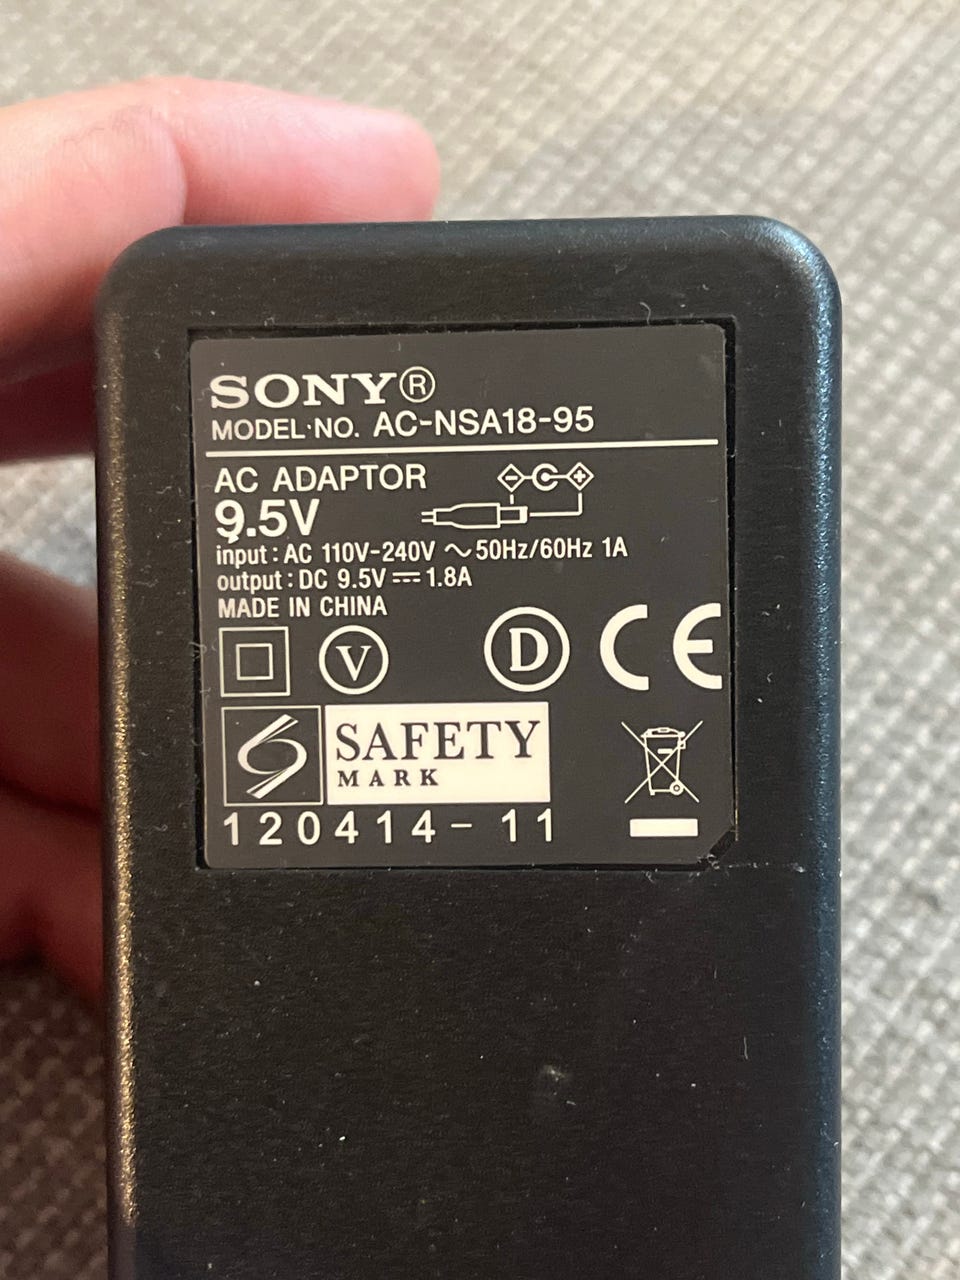 SONY®
MODEL·NO. AC-NSA18-95
AC ADAPTOR
9.5V
input : AC 110V-240V ~ 50Hz/60Hz 1A
output : DC 9.5V ⎓ 1.8A
MADE IN CHINA
V D CE
S SAFETY
MARK
120414-11